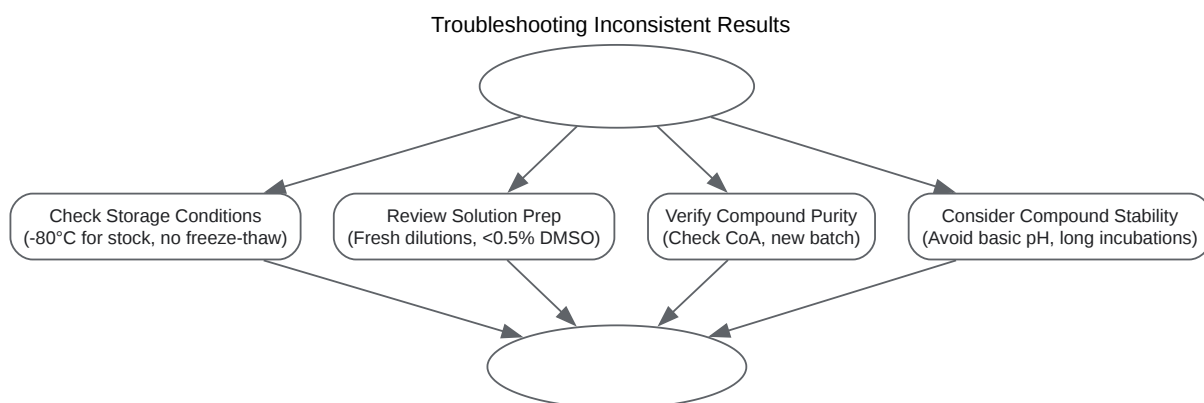 Troubleshooting Inconsistent Results
Check Storage Conditions
(-80°C for stock, no freeze-thaw)
Review Solution Prep
(Fresh dilutions, <0.5% DMSO)
Verify Compound Purity
(Check CoA, new batch)
Consider Compound Stability
(Avoid basic pH, long incubations)